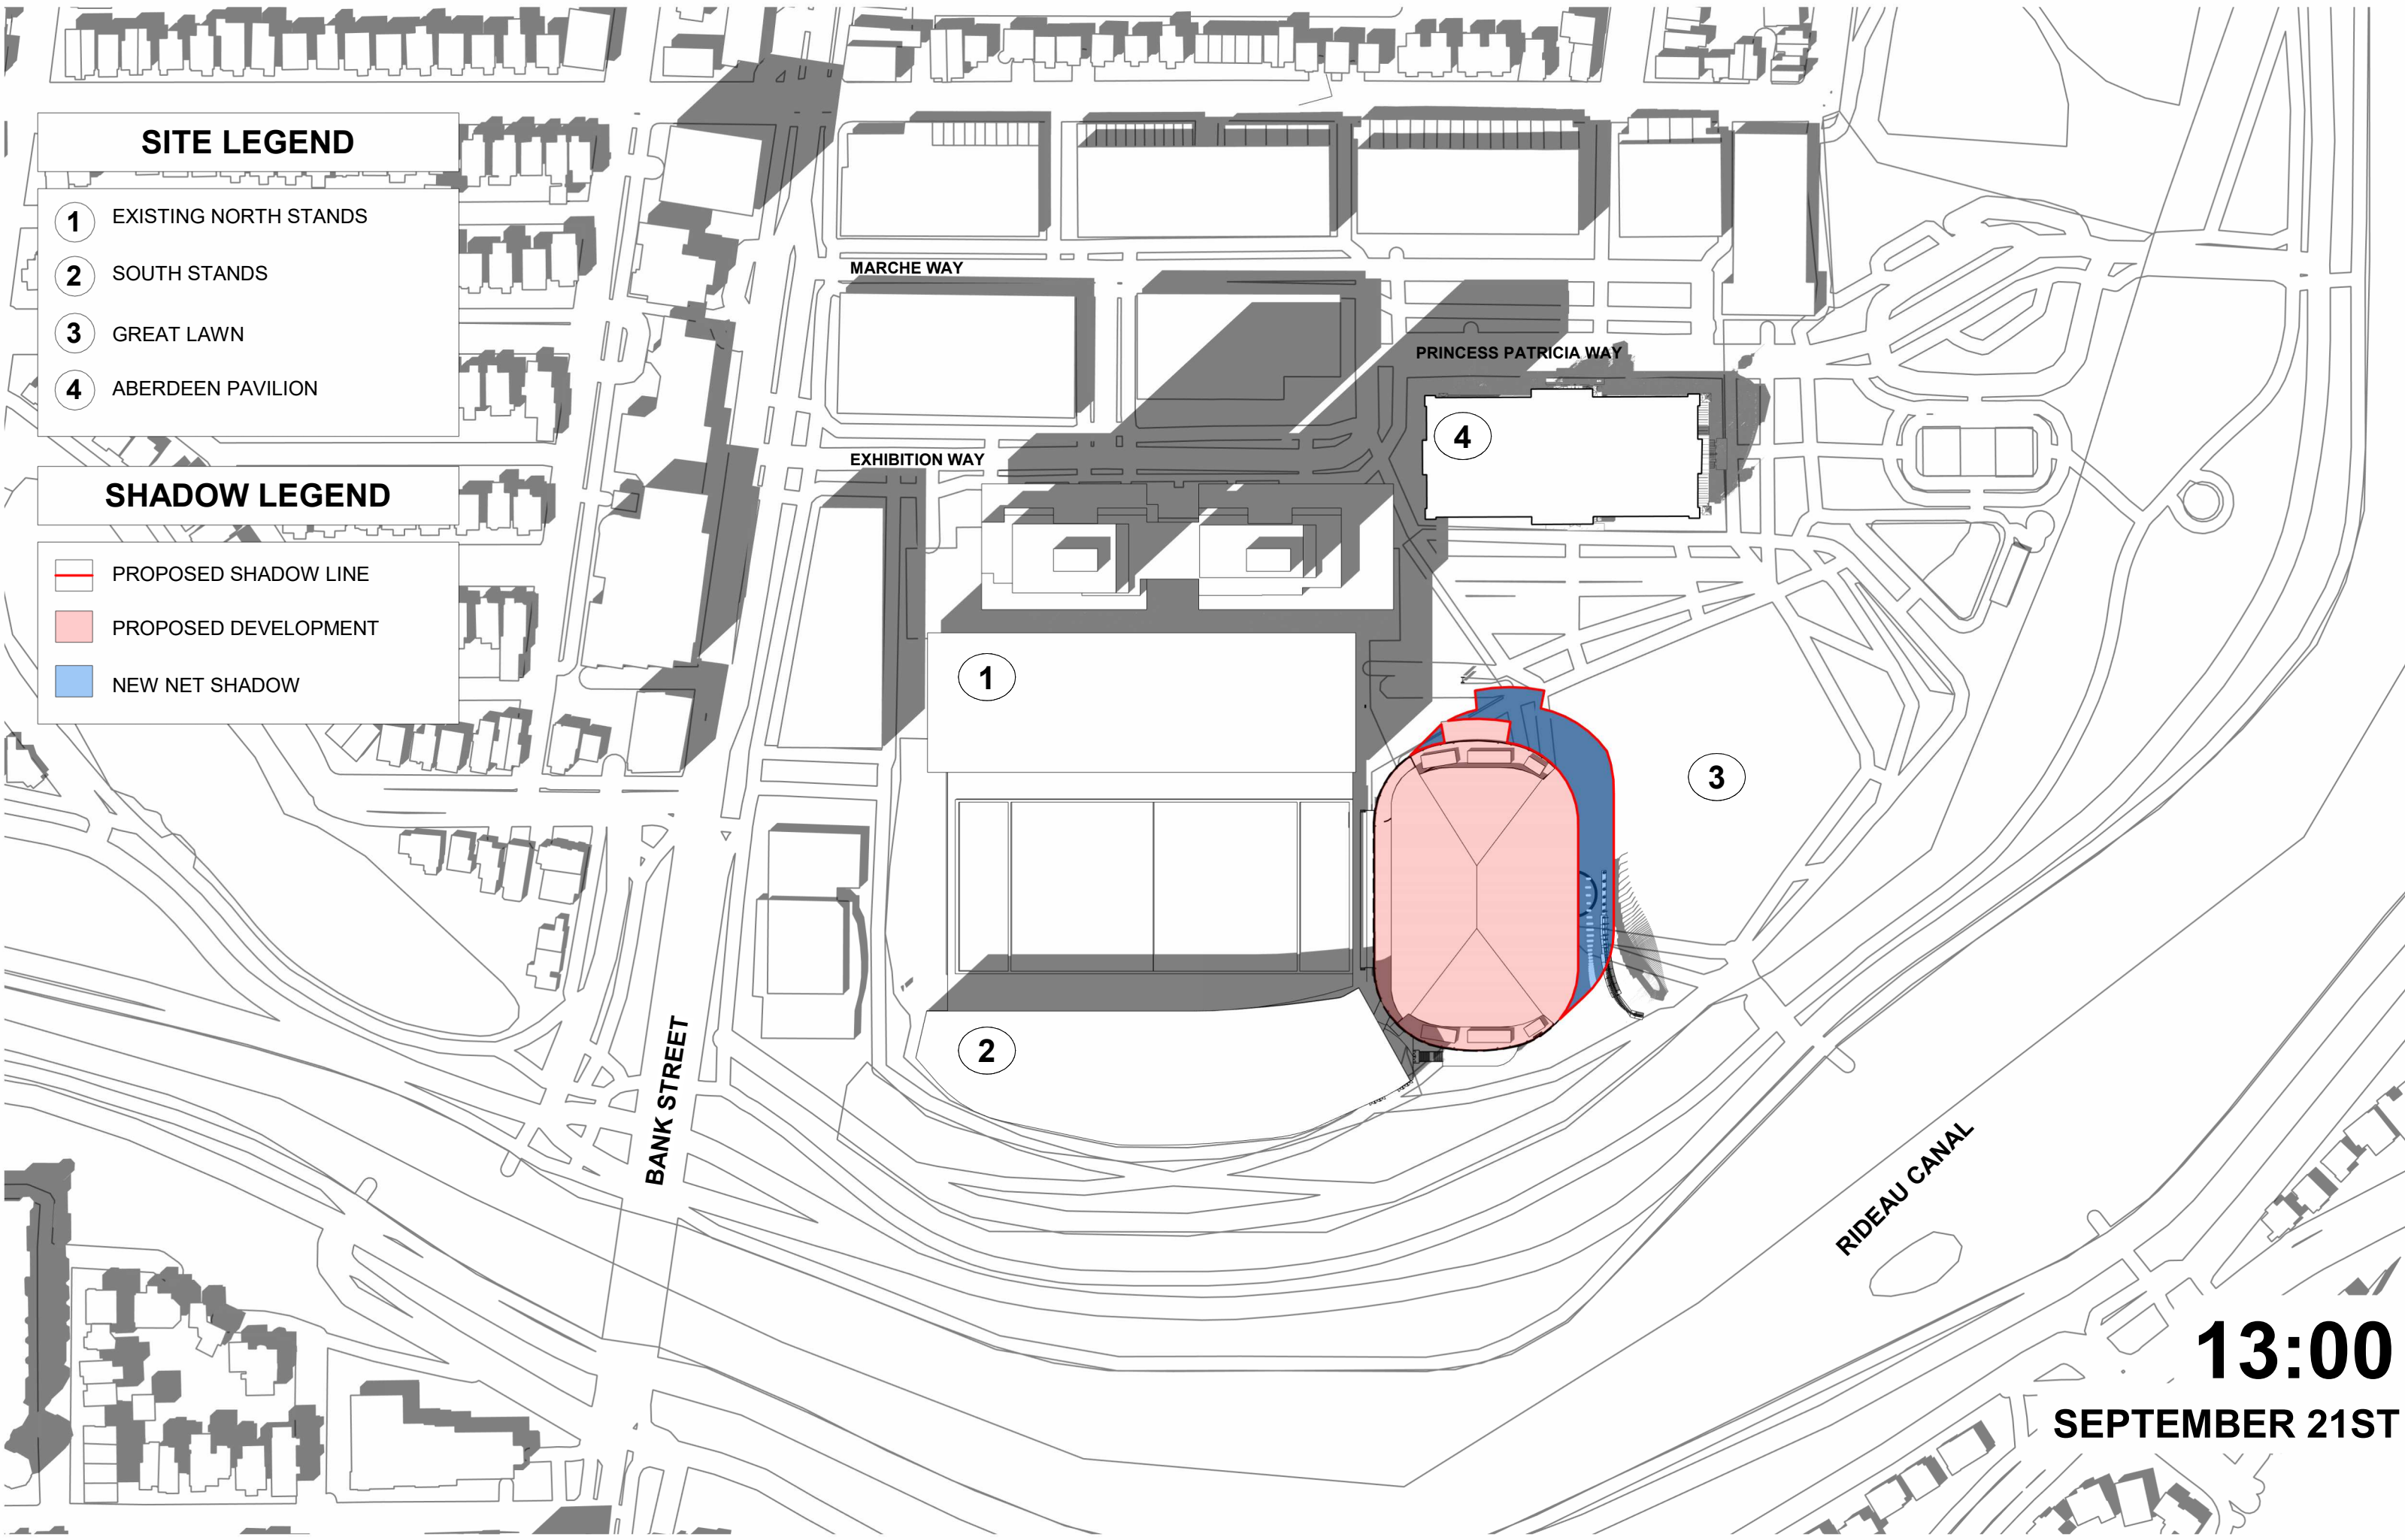 SITE LEGEND
1 EXISTING NORTH STANDS
2 SOUTH STANDS
3 GREAT LAWN
4 ABERDEEN PAVILION
SHADOW LEGEND
PROPOSED SHADOW LINE
PROPOSED DEVELOPMENT
NEW NET SHADOW
MARCHE WAY
PRINCESS PATRICIA WAY
4
EXHIBITION WAY
1
3
2
BANK STREET
RIDEAU CANAL
13:00
SEPTEMBER 21ST